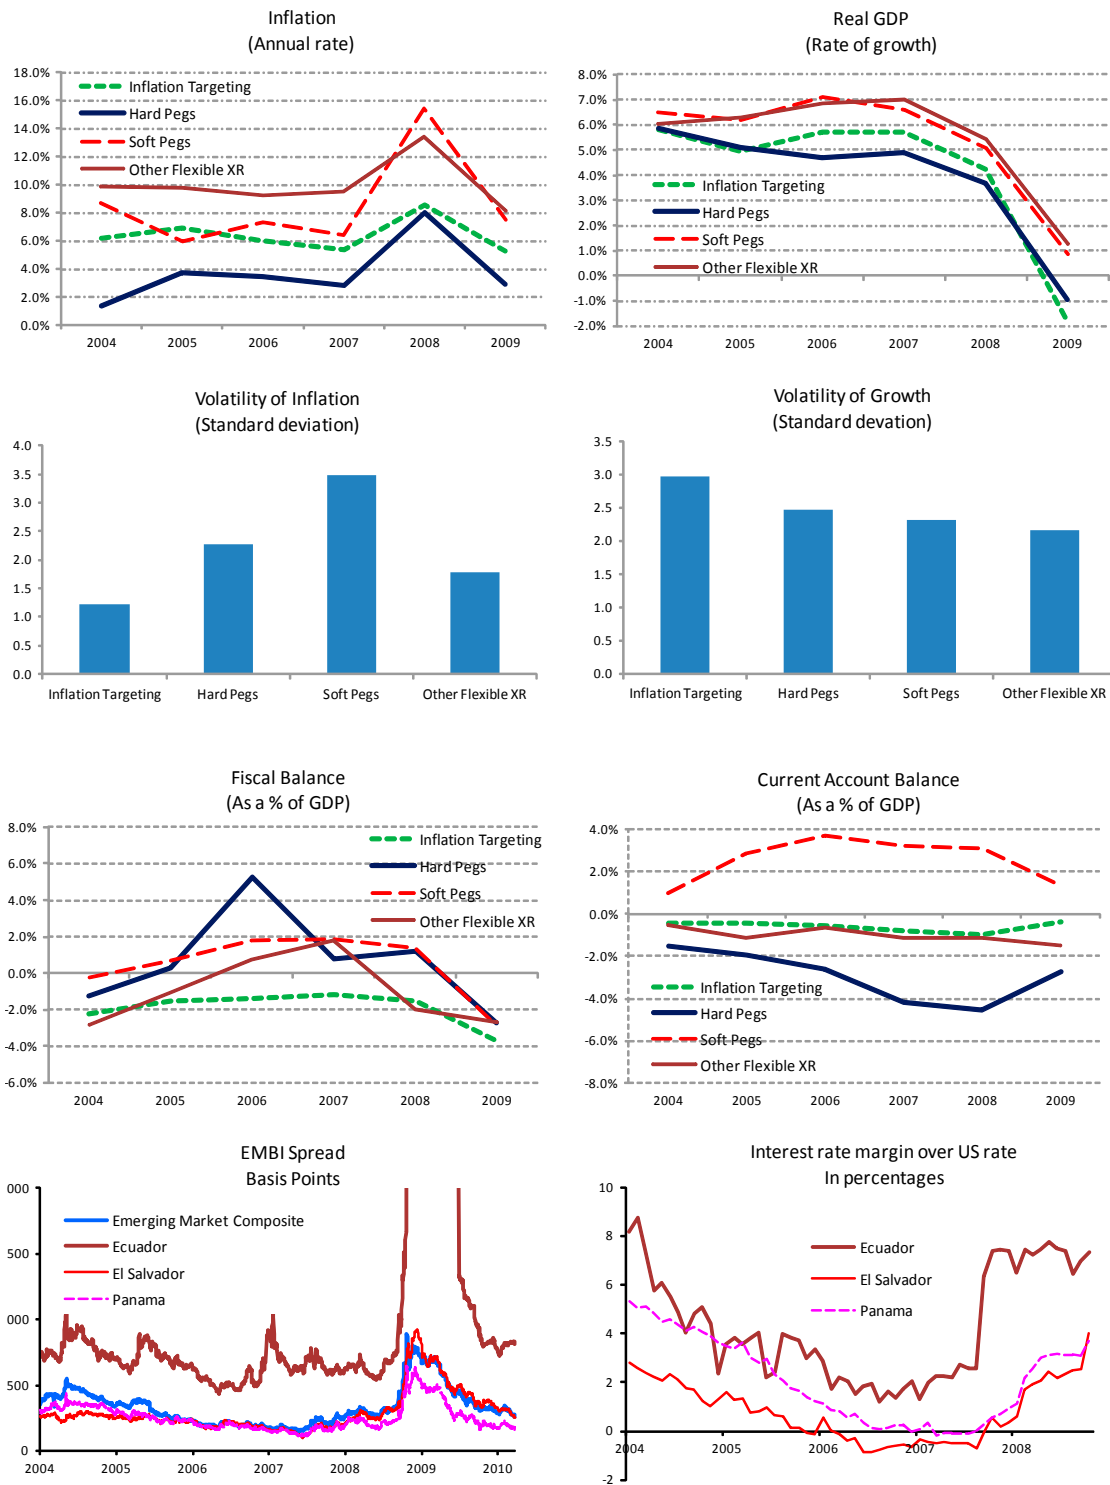 Inflation
(Annual rate)
18.0%
16.0%
14.0%
12.0%
10.0%
8.0%
6.0%
4.0%
2.0%
0.0%
Inflation Targeting
Hard Pegs
Soft Pegs
Other Flexible XR
2004 2005 2006 2007 2008 2009
Real GDP
(Rate of growth)
8.0%
7.0%
6.0%
5.0%
4.0%
3.0%
2.0%
1.0%
0.0%
-1.0%
-2.0%
Inflation Targeting
Hard Pegs
Soft Pegs
Other Flexible XR
2004 2005 2006 2007 2008 2009
Volatility of Inflation
(Standard deviation)
4.0
3.5
3.0
2.5
2.0
1.5
1.0
0.5
0.0
Inflation Targeting Hard Pegs Soft Pegs Other Flexible XR
Volatility of Growth
(Standard devation)
3.5
3.0
2.5
2.0
1.5
1.0
0.5
0.0
Inflation Targeting Hard Pegs Soft Pegs Other Flexible XR
Fiscal Balance
(As a % of GDP)
8.0%
6.0%
4.0%
2.0%
0.0%
-2.0%
-4.0%
-6.0%
Inflation Targeting
Hard Pegs
Soft Pegs
Other Flexible XR
2004 2005 2006 2007 2008 2009
Current Account Balance
(As a % of GDP)
4.0%
2.0%
0.0%
-2.0%
-4.0%
-6.0%
-8.0%
Inflation Targeting
Hard Pegs
Soft Pegs
Other Flexible XR
2004 2005 2006 2007 2008 2009
EMBI Spread
Basis Points
000
500
000
500
0
Emerging Market Composite
Ecuador
El Salvador
Panama
2004 2005 2006 2007 2008 2009 2010
Interest rate margin over US rate
In percentages
10
8
6
4
2
0
-2
Ecuador
El Salvador
Panama
2004 2005 2006 2007 2008